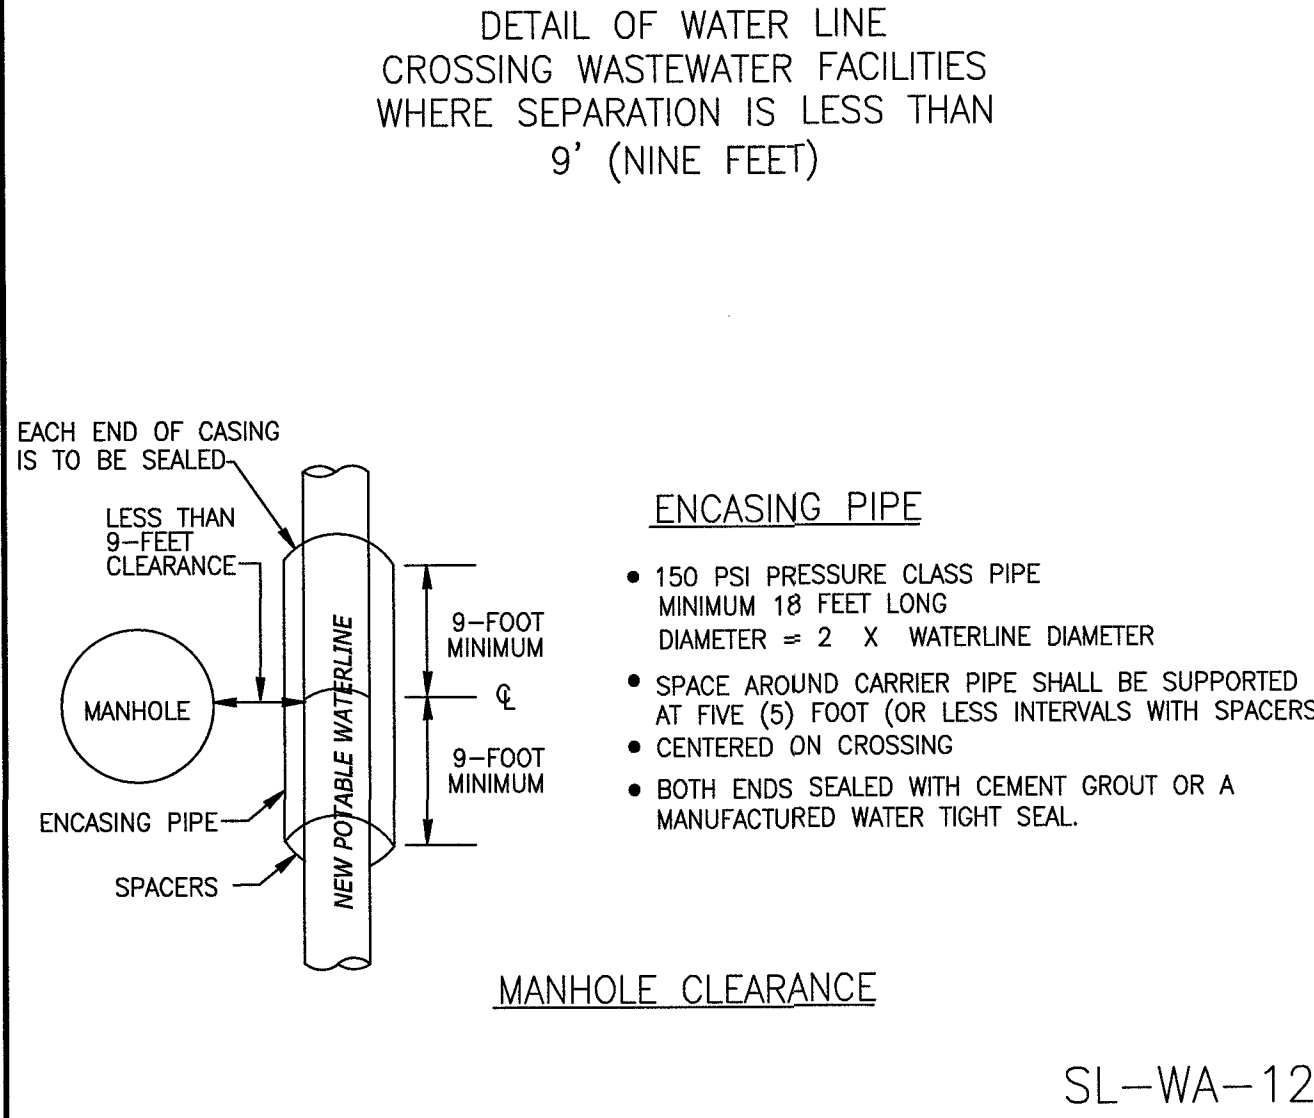 DETAIL OF WATER LINE
CROSSING WASTEWATER FACILITIES
WHERE SEPARATION IS LESS THAN
9' (NINE FEET)
EACH END OF CASING
IS TO BE SEALED
LESS THAN
9-FEET
CLEARANCE
MANHOLE
ENCASING PIPE
SPACERS
NEW POTABLE WATERLINE
9-FOOT
MINIMUM
℄
9-FOOT
MINIMUM
ENCASING PIPE
• 150 PSI PRESSURE CLASS PIPE
MINIMUM 18 FEET LONG
DIAMETER = 2 X WATERLINE DIAMETER
• SPACE AROUND CARRIER PIPE SHALL BE SUPPORTED
AT FIVE (5) FOOT (OR LESS INTERVALS WITH SPACERS
• CENTERED ON CROSSING
• BOTH ENDS SEALED WITH CEMENT GROUT OR A
MANUFACTURED WATER TIGHT SEAL.
MANHOLE CLEARANCE
SL-WA-12